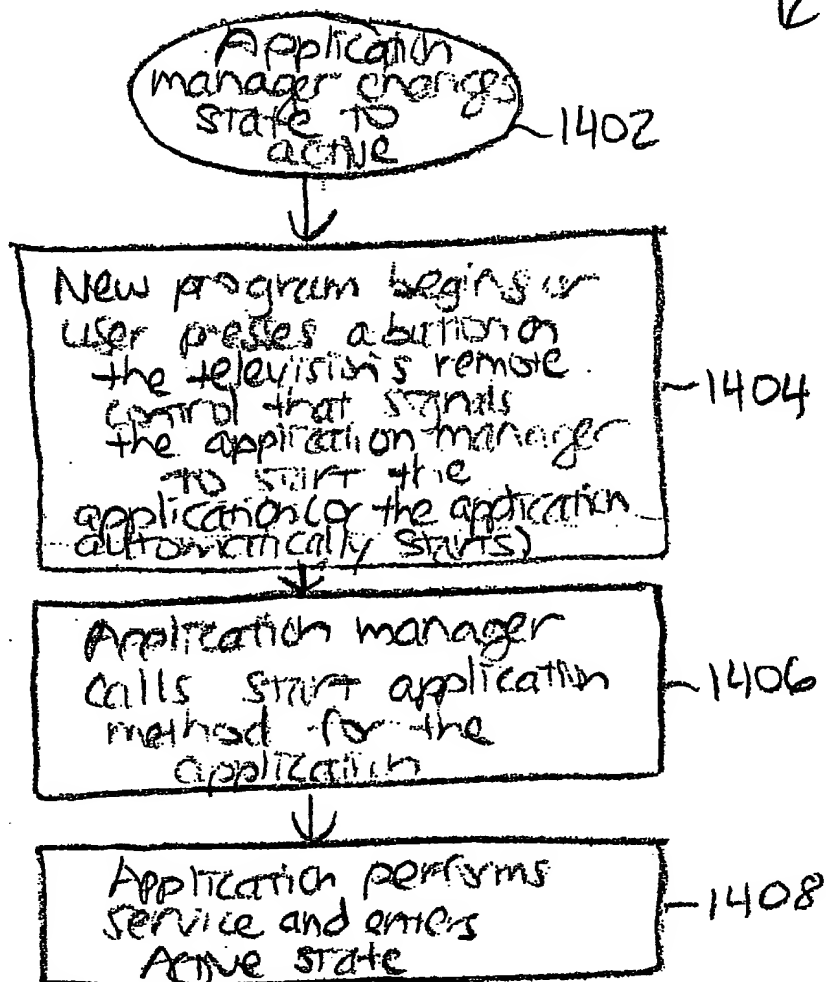 Application
manager changes
state to
active
1402
New program begins or
user presses a button on
the television's remote
control that signals
the application manager
to start the
application (or the application
automatically starts)
1404
Application manager
calls start application
method for the
application
1406
Application performs
service and enters
Active state
1408